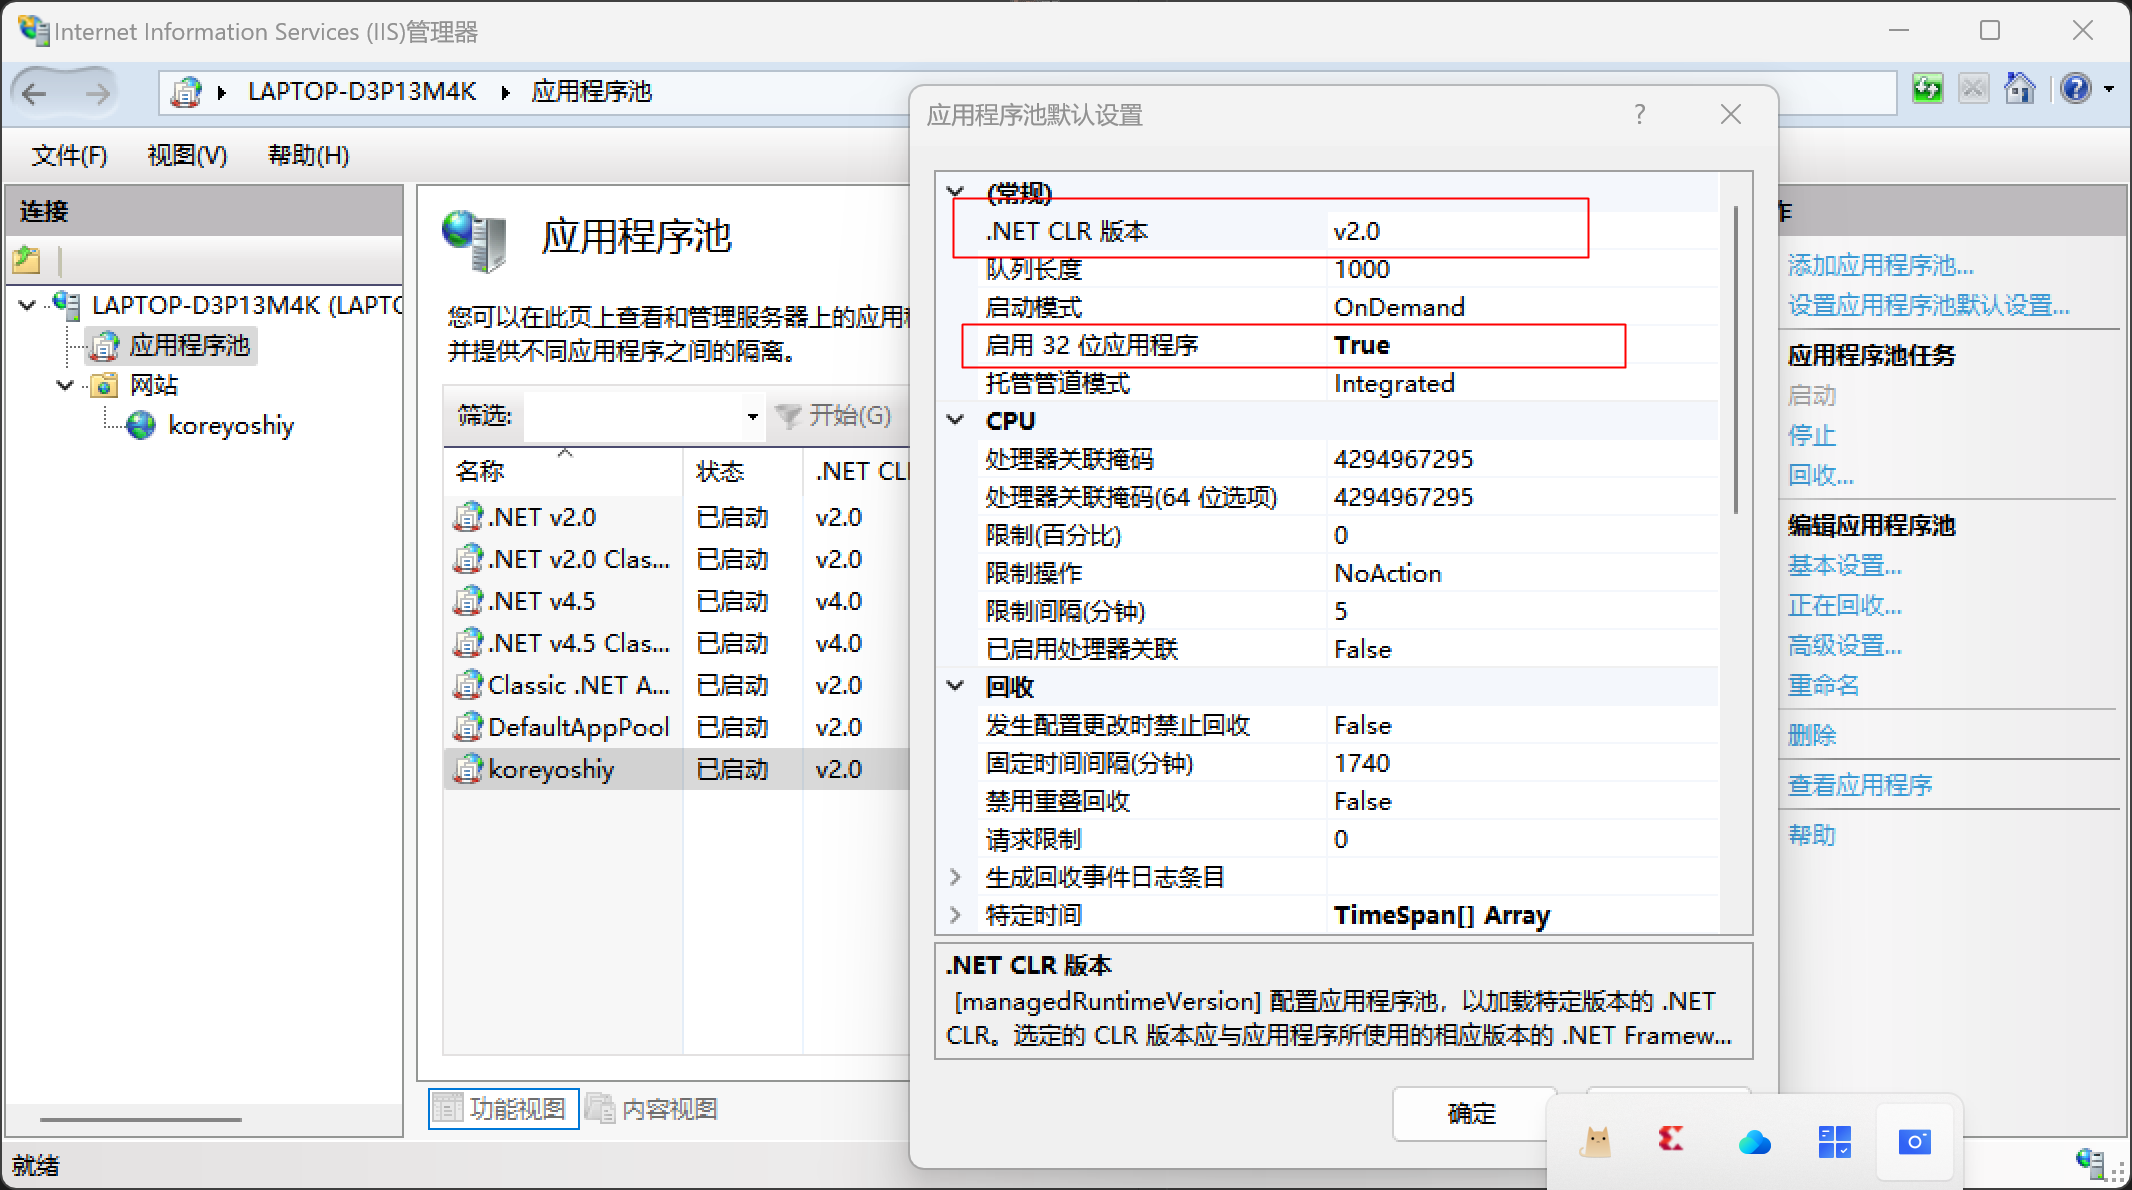 Internet Information Services (IIS)管理器
LAPTOP-D3P13M4K
应用程序池
文件(F)
视图(V)
帮助(H)
连接
LAPTOP-D3P13M4K (LAPTO
应用程序池
网站
koreyoshiy
应用程序池
您可以在此页上查看和管理服务器上的应用
并提供不同应用程序之间的隔离。
筛选:
开始(G)
名称
状态
.NET CLI
.NET v2.0
已启动
v2.0
.NET v2.0 Clas...
已启动
v2.0
.NET v4.5
已启动
v4.0
.NET v4.5 Clas...
已启动
v4.0
Classic .NET A...
已启动
v2.0
DefaultAppPool
已启动
v2.0
koreyoshiy
已启动
v2.0
功能视图
内容视图
就绪
应用程序池默认设置
?
(常规)
.NET CLR 版本
v2.0
队列长度
1000
启动模式
OnDemand
启用 32 位应用程序
True
托管管道模式
Integrated
CPU
处理器关联掩码
4294967295
处理器关联掩码(64 位选项)
4294967295
限制(百分比)
0
限制操作
NoAction
限制间隔(分钟)
5
已启用处理器关联
False
回收
发生配置更改时禁止回收
False
固定时间间隔(分钟)
1740
禁用重叠回收
False
请求限制
0
生成回收事件日志条目
特定时间
TimeSpan[] Array
.NET CLR 版本
[managedRuntimeVersion] 配置应用程序池，以加载特定版本的 .NET
CLR。选定的 CLR 版本应与应用程序所使用的相应版本的 .NET Framew...
确定
作
添加应用程序池...
设置应用程序池默认设置...
应用程序池任务
启动
停止
回收...
编辑应用程序池
基本设置...
正在回收...
高级设置...
重命名
删除
查看应用程序
帮助